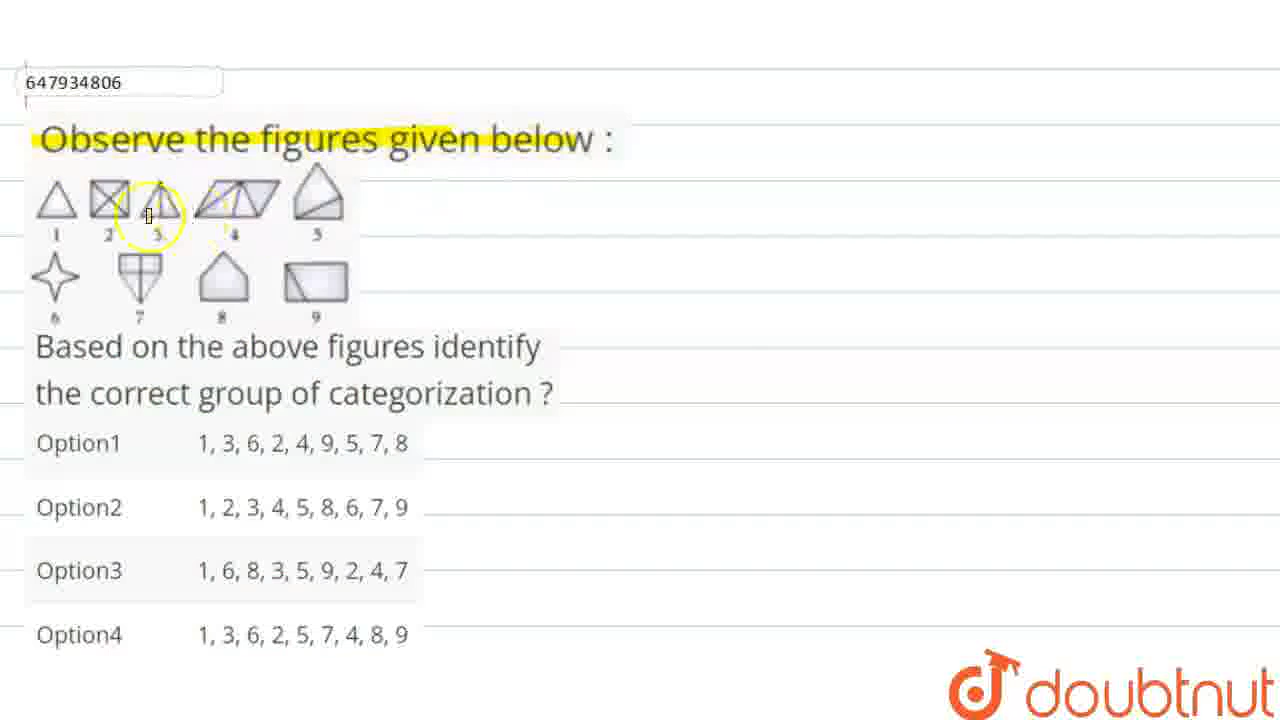 647934806
Observe the figures given below :
1 2 3 4 5
6 7 8 9
Based on the above figures identify
the correct group of categorization ?
Option1 1, 3, 6, 2, 4, 9, 5, 7, 8
Option2 1, 2, 3, 4, 5, 8, 6, 7, 9
Option3 1, 6, 8, 3, 5, 9, 2, 4, 7
Option4 1, 3, 6, 2, 5, 7, 4, 8, 9
doubtnut